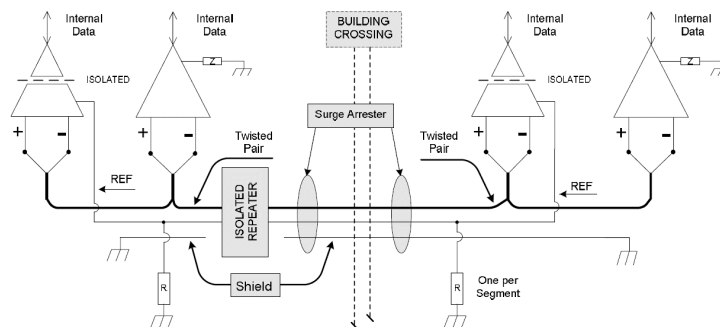 Internal
Data
Internal
Data
BUILDING
CROSSING
Internal
Data
Internal
Data
Z
Z
ISOLATED
ISOLATED
+
-
+
-
Surge Arrester
+
-
+
-
Twisted
Pair
Twisted
Pair
REF
REF
ISOLATED
REPEATER
R
Shield
R
One per
Segment